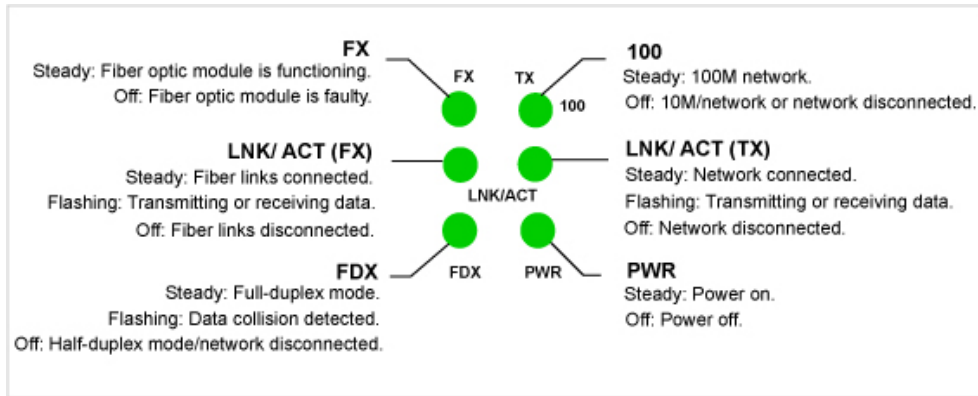 FX
Steady: Fiber optic module is functioning.
Off: Fiber optic module is faulty.
LNK/ ACT (FX)
Steady: Fiber links connected.
Flashing: Transmitting or receiving data.
Off: Fiber links disconnected.
FDX
Steady: Full-duplex mode.
Flashing: Data collision detected.
Off: Half-duplex mode/network disconnected.
FX TX
100
LNK/ACT
FDX PWR
100
Steady: 100M network.
Off: 10M/network or network disconnected.
LNK/ ACT (TX)
Steady: Network connected.
Flashing: Transmitting or receiving data.
Off: Network disconnected.
PWR
Steady: Power on.
Off: Power off.